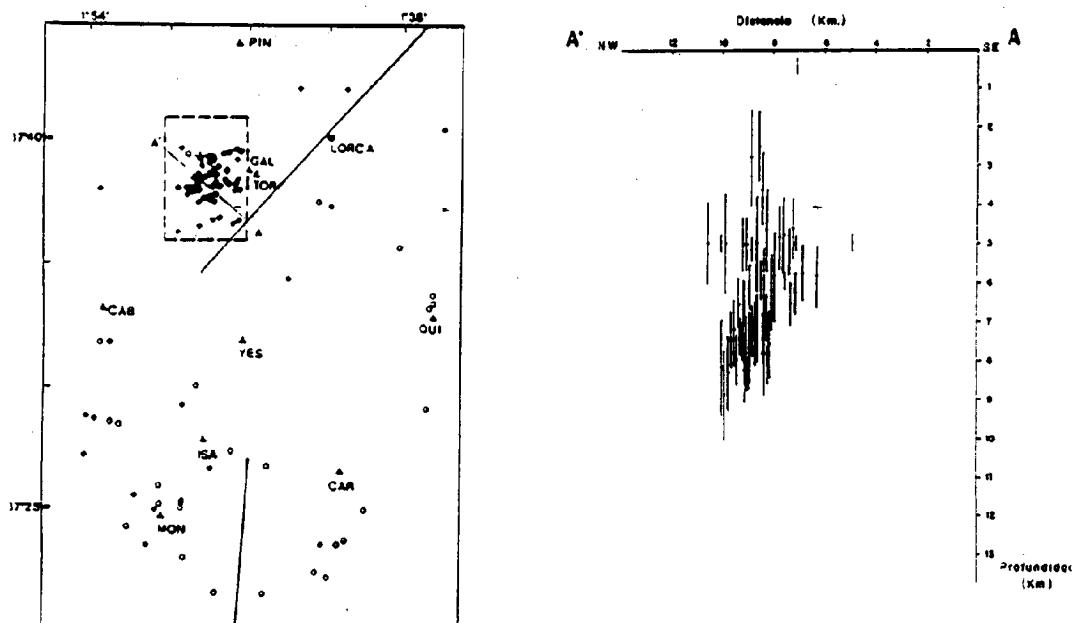 1°54'
1°38'
PIN
37°40
LORCA
A'
GAL
TOR
A
CAB
QUI
YES
ISA
CAR
37°25
MON
Distancia (Km.)
A' NW 12 10 8 6 4 2 S.E A
1
2
3
4
5
6
7
8
9
10
11
12
13
Profundidad
(Km)